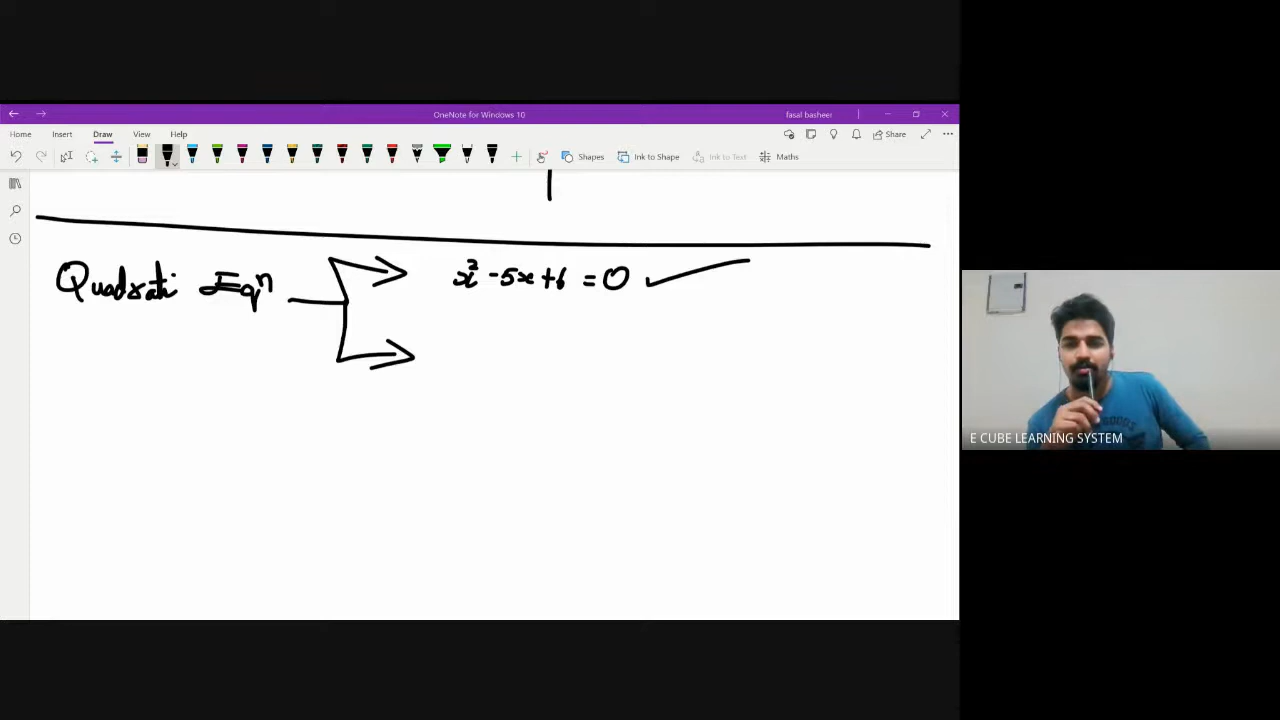 OneNote for Windows 10
fasal basheer
Home Insert Draw View Help
Share
Shapes Ink to Shape Ink to Text Maths
Quadrati Eqn x² -5x +6 = 0
E CUBE LEARNING SYSTEM